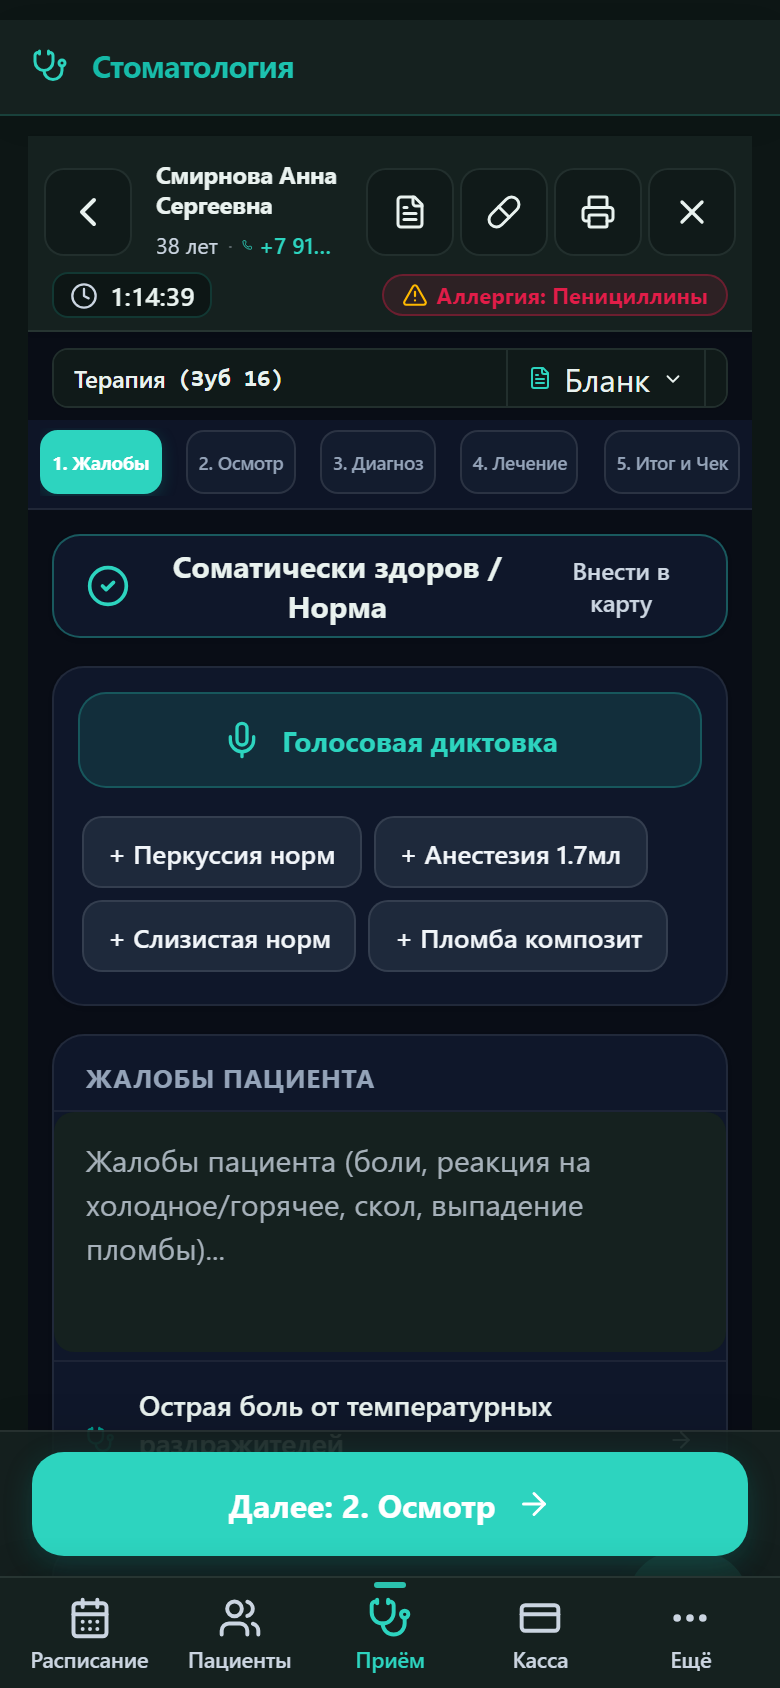 Стоматология
Смирнова Анна
Сергеевна
38 лет · +7 91...
1:14:39
Аллергия: Пенициллины
Терапия (Зуб 16)
Бланк
1. Жалобы
2. Осмотр
3. Диагноз
4. Лечение
5. Итог и Чек
Соматически здоров /
Норма
Внести в
карту
Голосовая диктовка
+ Перкуссия норм
+ Анестезия 1.7мл
+ Слизистая норм
+ Пломба композит
ЖАЛОБЫ ПАЦИЕНТА
Жалобы пациента (боли, реакция на
холодное/горячее, скол, выпадение
пломбы)...
Острая боль от температурных
раздражителей
Далее: 2. Осмотр
Расписание
Пациенты
Приём
Касса
Ещё